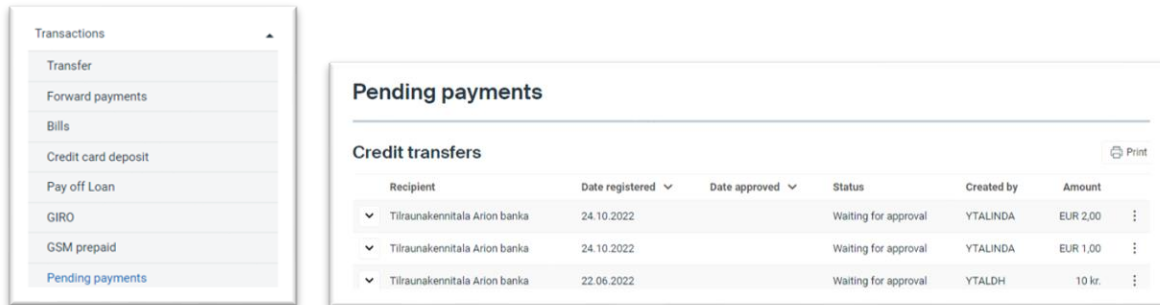 Transactions
Transfer
Forward payments
Bills
Credit card deposit
Pay off Loan
GIRO
GSM prepaid
Pending payments
Pending payments
Credit transfers
Print
Recipient Date registered Date approved Status Created by Amount
Tilraunakennitala Arion banka 24.10.2022 Waiting for approval YTALINDA EUR 2,00
Tilraunakennitala Arion banka 24.10.2022 Waiting for approval YTALINDA EUR 1,00
Tilraunakennitala Arion banka 22.06.2022 Waiting for approval YTALDH 10 kr.